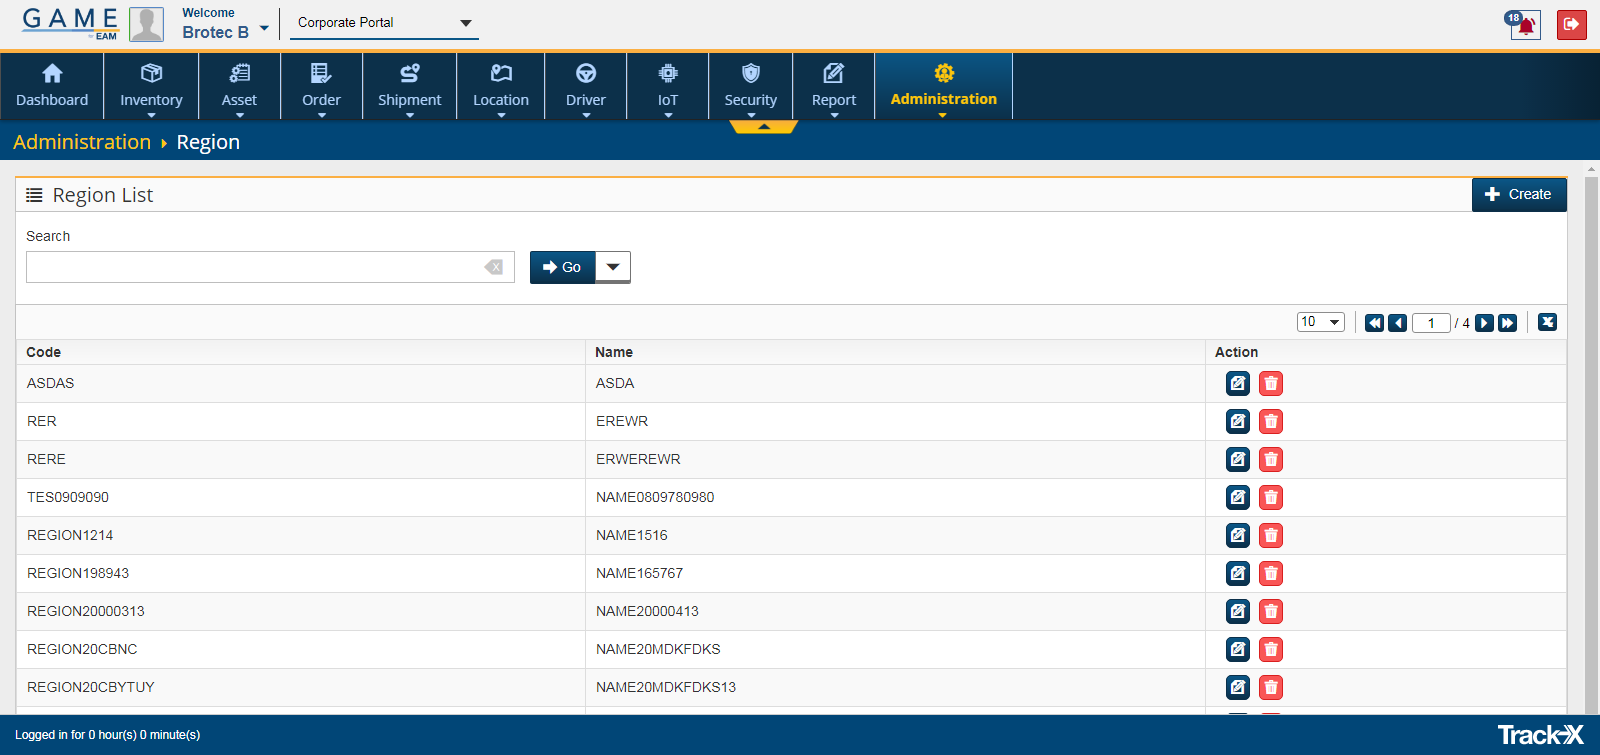 GAME
EAM
Welcome
Brotec B
Corporate Portal
18
Dashboard
Inventory
Asset
Order
Shipment
Location
Driver
IoT
Security
Report
Administration
Administration Region
Region List
Create
Search
Go
10
1 / 4
Code Name Action
ASDAS ASDA
RER EREWR
RERE ERWEREWR
TES0909090 NAME0809780980
REGION1214 NAME1516
REGION198943 NAME165767
REGION20000313 NAME20000413
REGION20CBNC NAME20MDKFDKS
REGION20CBYTUY NAME20MDKFDKS13
Logged in for 0 hour(s) 0 minute(s)
Track-X